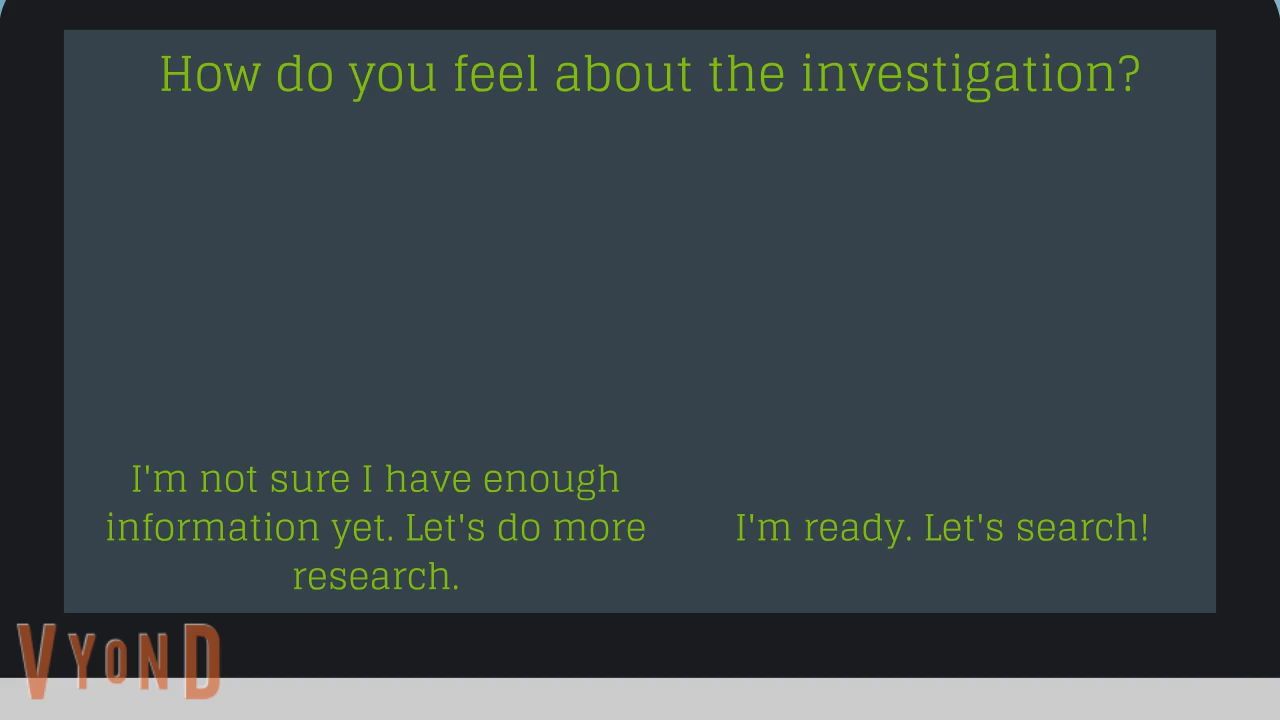 How do you feel about the investigation?
I'm not sure I have enough
information yet. Let's do more
research.
I'm ready. Let's search!
VYOND